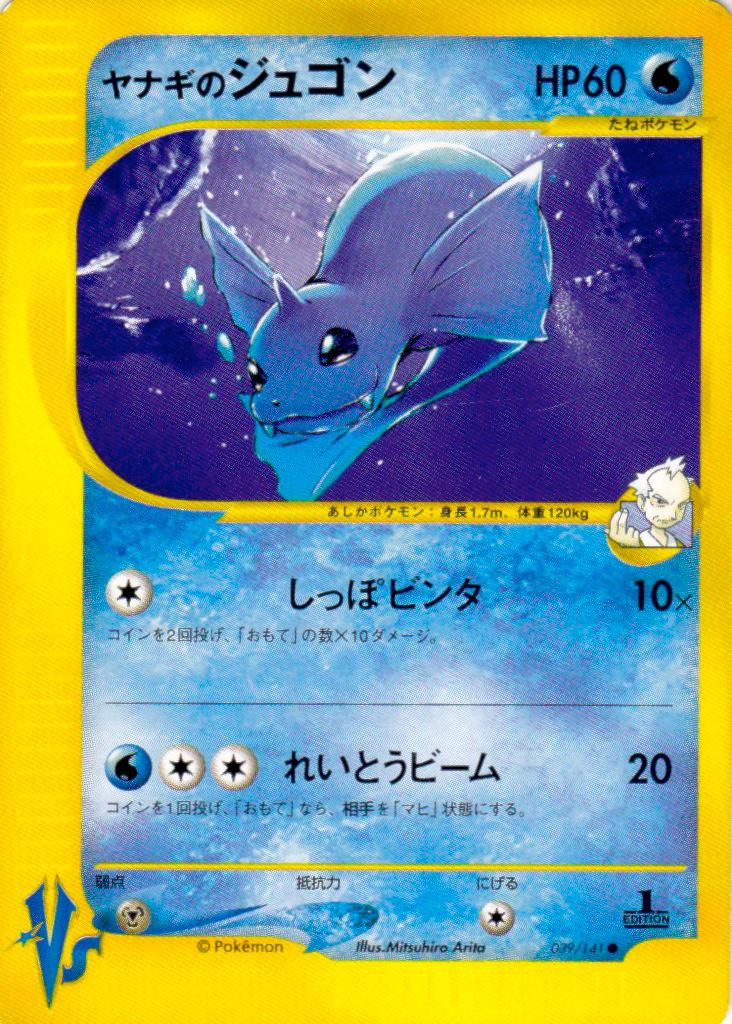 ヤナギのジュゴン HP60
たねポケモン
あしかポケモン：身長1.7m、体重120kg
しっぽビンタ 10×
コインを2回投げ、「おもて」の数×10ダメージ。
れいとうビーム 20
コインを1回投げ、「おもて」なら、相手を「マヒ」状態にする。
弱点 抵抗力 にげる
1
EDITION
VS
© Pokémon Illus.Mitsuhiro Arita 039/141●